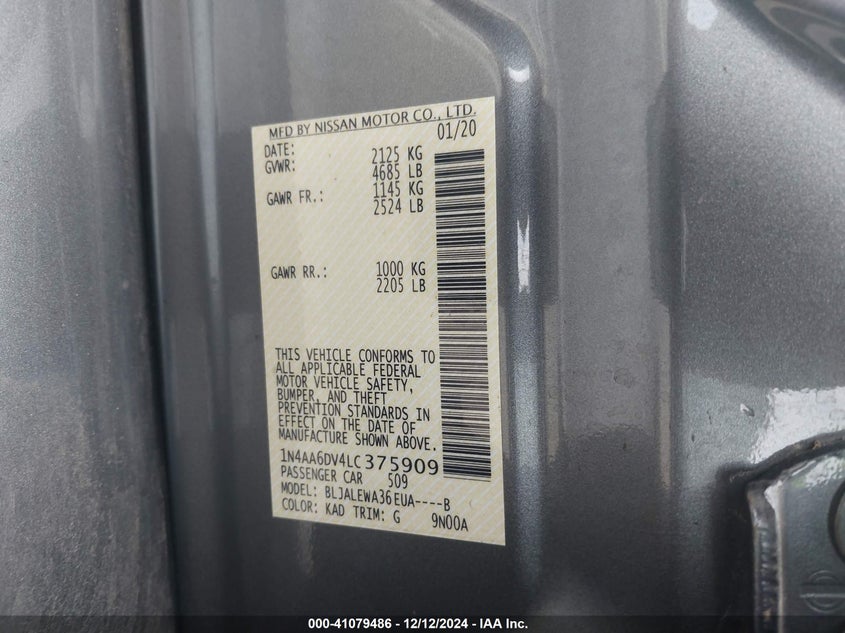 MFD BY NISSAN MOTOR CO., LTD.
DATE: 01/20
GVWR: 2125 KG
4685 LB
GAWR FR.: 1145 KG
2524 LB
GAWR RR.: 1000 KG
2205 LB
THIS VEHICLE CONFORMS TO
ALL APPLICABLE FEDERAL
MOTOR VEHICLE SAFETY,
BUMPER, AND THEFT
PREVENTION STANDARDS IN
EFFECT ON THE DATE OF
MANUFACTURE SHOWN ABOVE.
1N4AA6DV4LC375909
PASSENGER CAR 509
MODEL: BLJALEWA36EUA----B
COLOR: KAD TRIM: G 9N00A
000-41079486 - 12/12/2024 - IAA Inc.